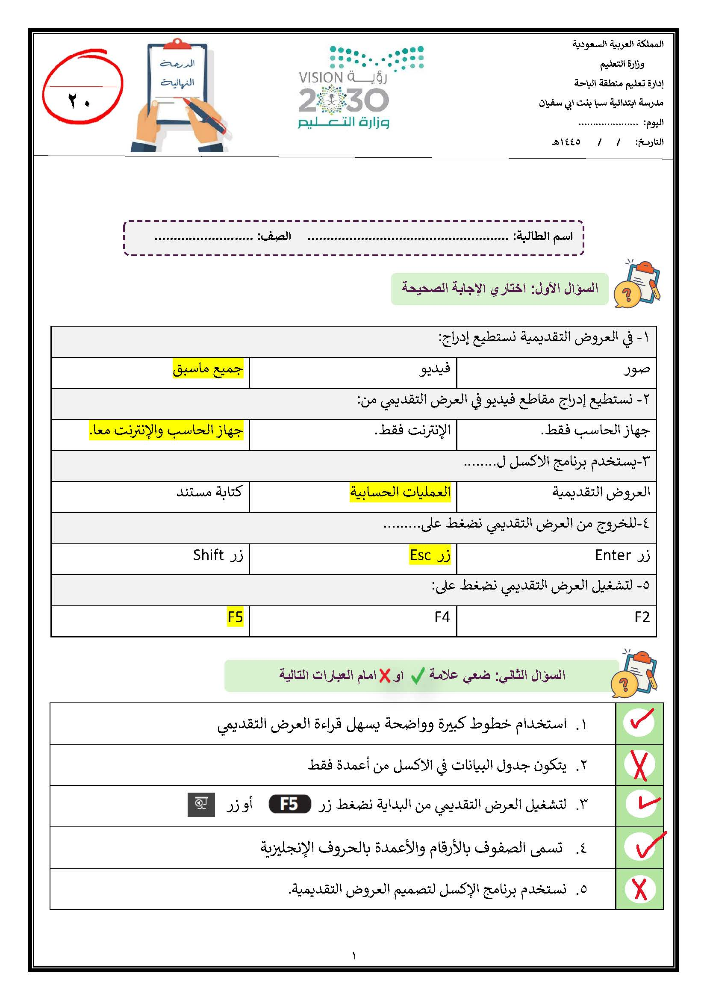 المملكة العربية السعودية
وزارة التعليم
إدارة تعليم منطقة الباحة
مدرسة ابتدائية سبا بنت ابي سفيان
اليوم: .....................
التاريخ: / / ١٤٤٥هـ
رؤيــة VISION
2030
وزارة التعـــليم
الدرجة
النهائية
٢٠
اسم الطالبة: ..................................................... الصف: ..........................
السؤال الأول: اختاري الإجابة الصحيحة
١- في العروض التقديمية نستطيع إدراج:
صور فيديو جميع ماسبق
٢- نستطيع إدراج مقاطع فيديو في العرض التقديمي من:
جهاز الحاسب فقط. الإنترنت فقط. جهاز الحاسب والإنترنت معا.
٣-يستخدم برنامج الاكسل ل........
العروض التقديمية العمليات الحسابية كتابة مستند
٤-للخروج من العرض التقديمي نضغط على.........
زر Enter زر Esc زر Shift
٥- لتشغيل العرض التقديمي نضغط على:
F2 F4 F5
السؤال الثاني: ضعي علامة ✓ او ✗ امام العبارات التالية
✓ ١. استخدام خطوط كبيرة وواضحة يسهل قراءة العرض التقديمي
✗ ٢. يتكون جدول البيانات في الاكسل من أعمدة فقط
✓ ٣. لتشغيل العرض التقديمي من البداية نضغط زر F5 أو زر
✓ ٤. تسمى الصفوف بالأرقام والأعمدة بالحروف الإنجليزية
✗ ٥. نستخدم برنامج الإكسل لتصميم العروض التقديمية.
١